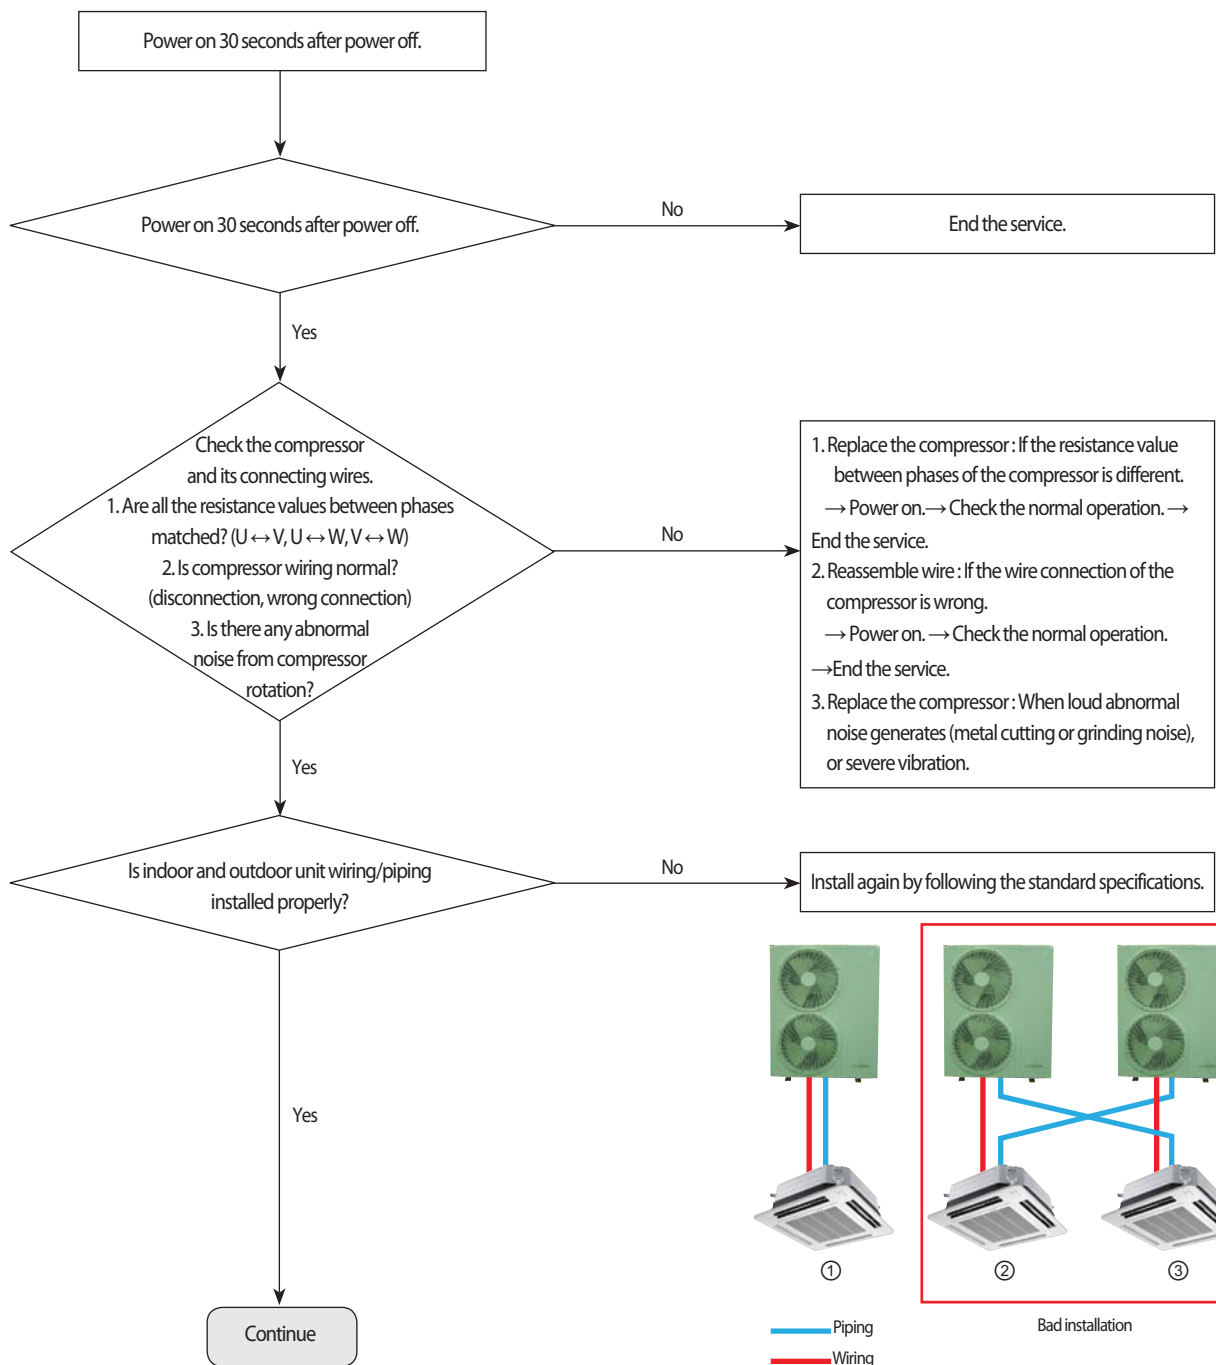 Power on 30 seconds after power off.
Power on 30 seconds after power off.
No
End the service.
Yes
Check the compressor
and its connecting wires.
1. Are all the resistance values between phases
matched? (U ↔ V, U ↔ W, V ↔ W)
2. Is compressor wiring normal?
(disconnection, wrong connection)
3. Is there any abnormal
noise from compressor
rotation?
No
1. Replace the compressor : If the resistance value
between phases of the compressor is different.
→ Power on. → Check the normal operation. →
End the service.
2. Reassemble wire : If the wire connection of the
compressor is wrong.
→ Power on. → Check the normal operation.
→End the service.
3. Replace the compressor : When loud abnormal
noise generates (metal cutting or grinding noise),
or severe vibration.
Yes
Is indoor and outdoor unit wiring/piping
installed properly?
No
Install again by following the standard specifications.
Yes
① ② ③
Continue
Piping
Wiring
Bad installation